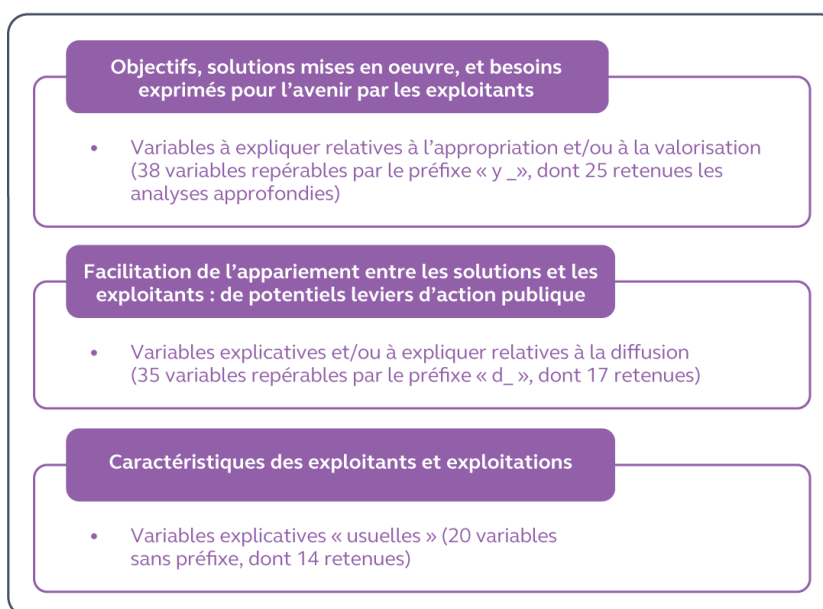 Objectifs, solutions mises en oeuvre, et besoins
exprimés pour l'avenir par les exploitants
• Variables à expliquer relatives à l'appropriation et/ou à la valorisation
(38 variables repérables par le préfixe « y _», dont 25 retenues les
analyses approfondies)
Facilitation de l'appariement entre les solutions et les
exploitants : de potentiels leviers d'action publique
• Variables explicatives et/ou à expliquer relatives à la diffusion
(35 variables repérables par le préfixe « d_ », dont 17 retenues)
Caractéristiques des exploitants et exploitations
• Variables explicatives « usuelles » (20 variables
sans préfixe, dont 14 retenues)